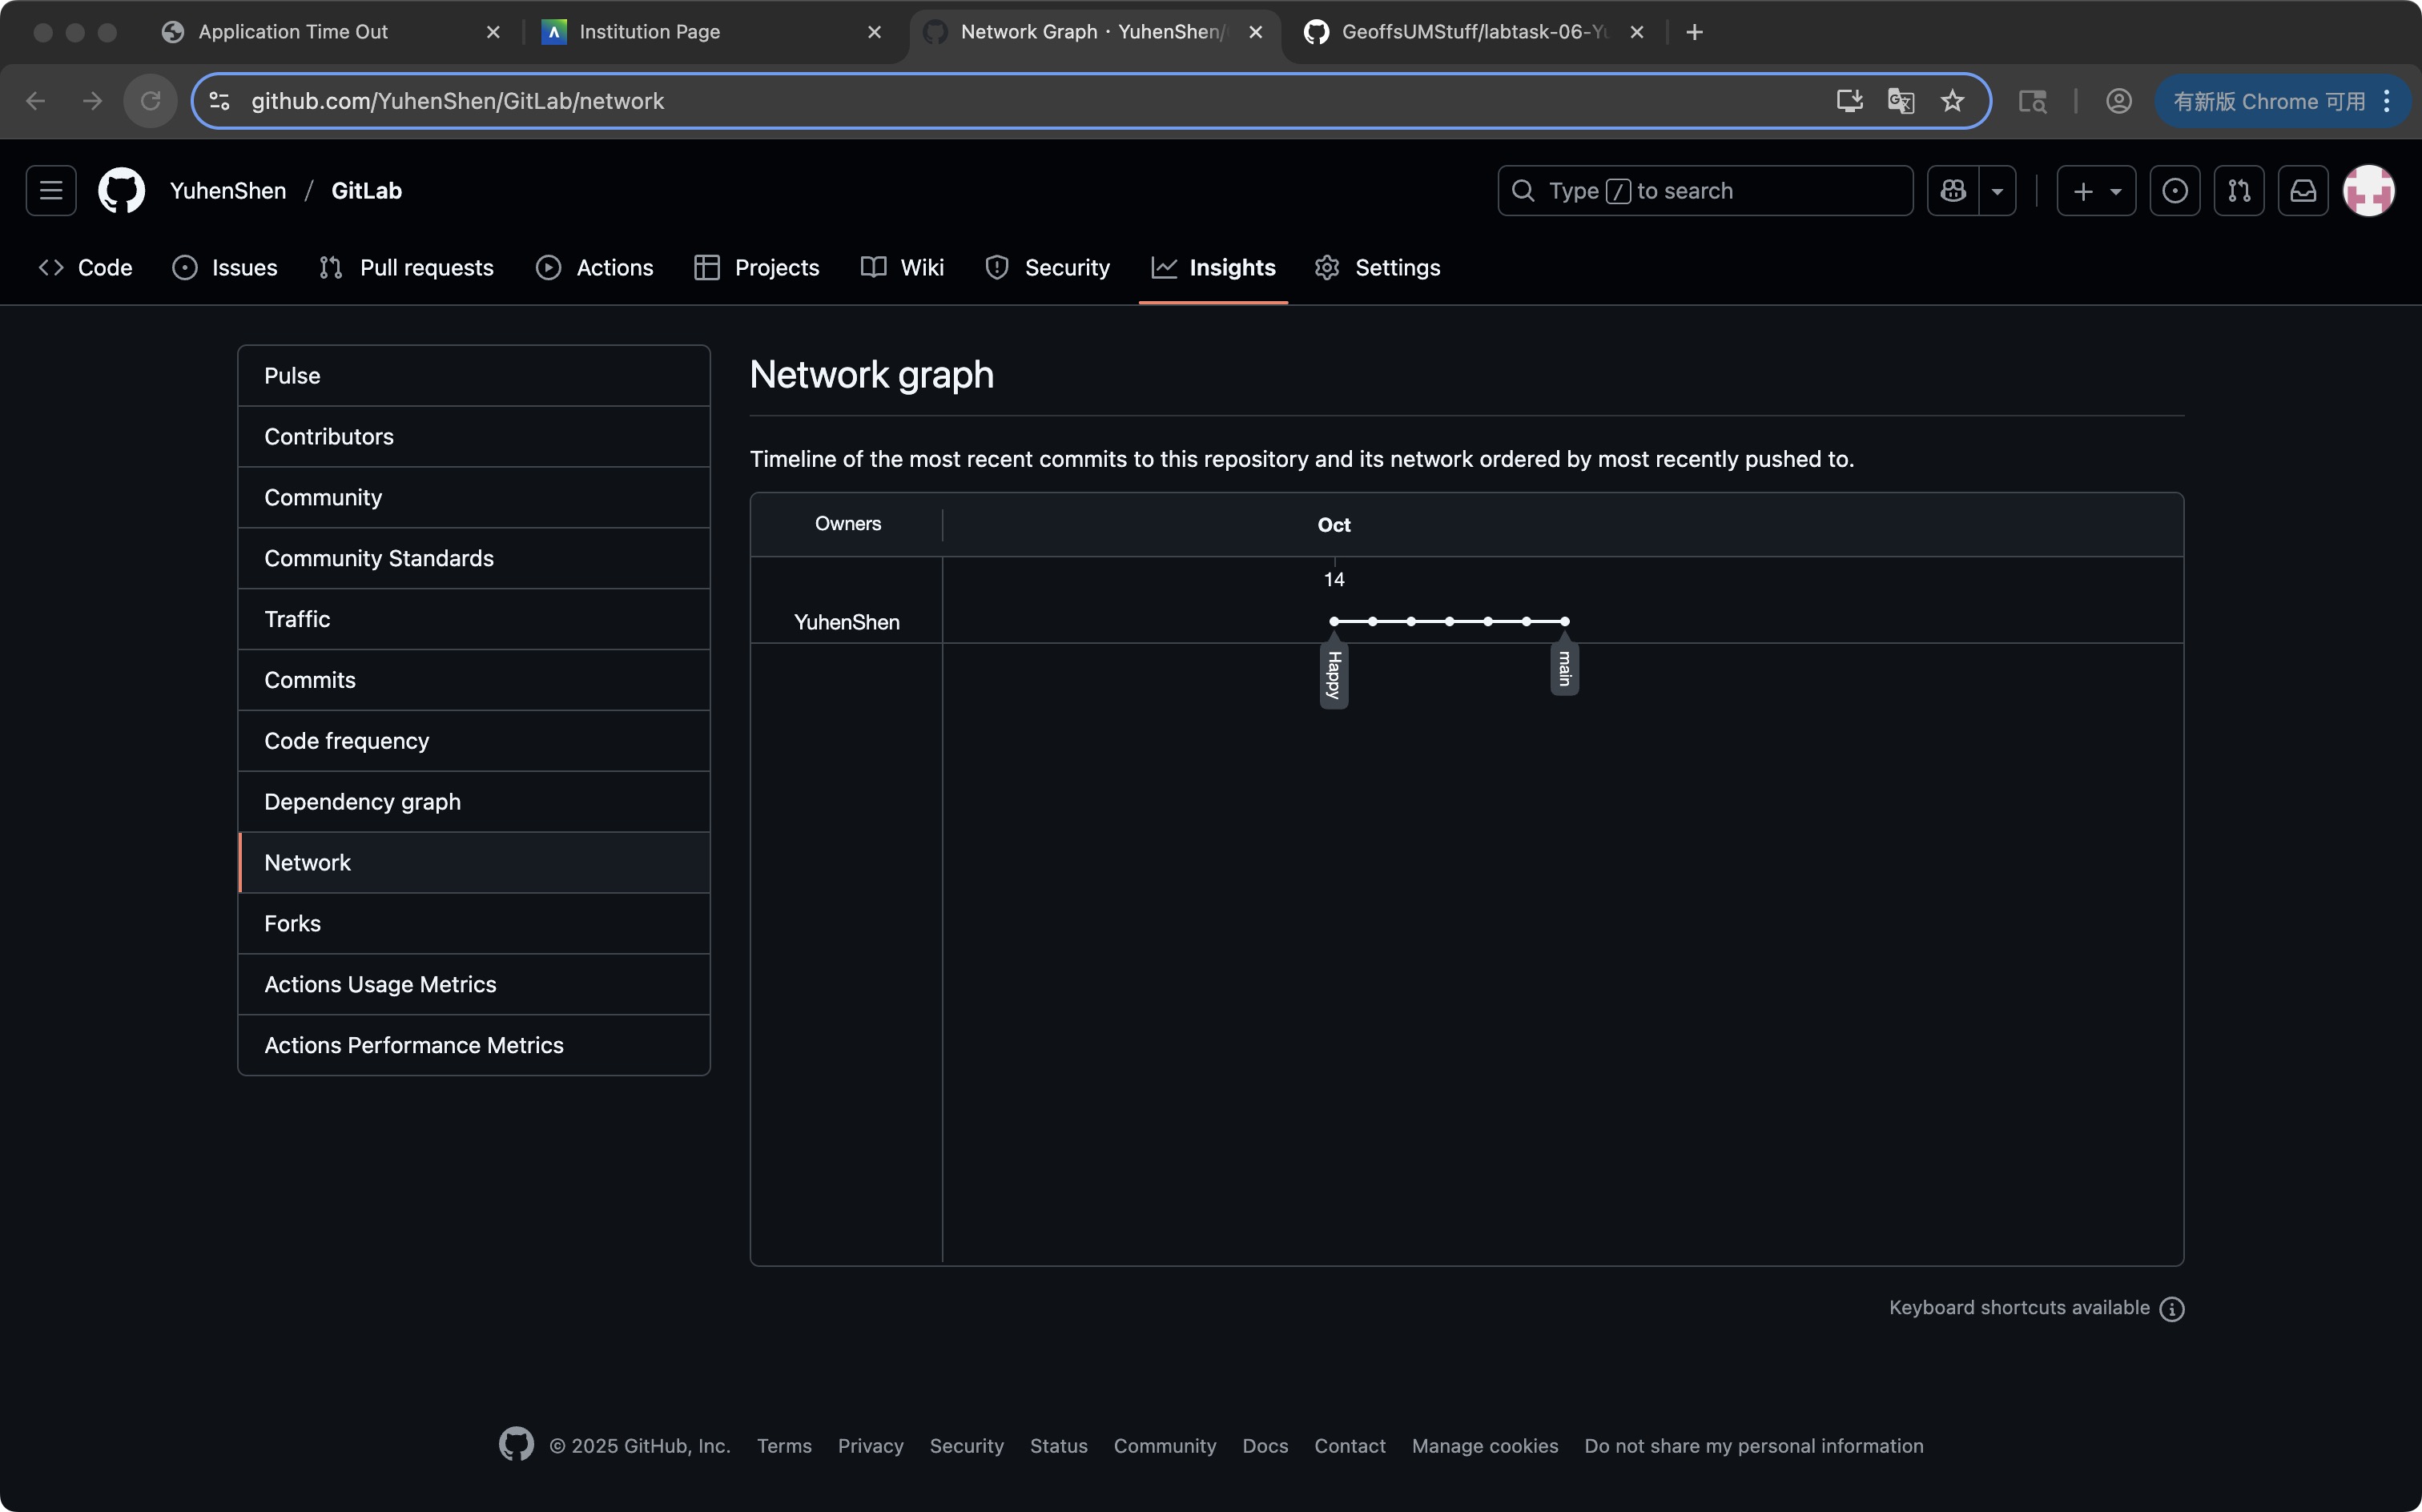 Application Time Out
Institution Page
Network Graph · YuhenShen/
GeoffsUMStuff/labtask-06-Yu
github.com/YuhenShen/GitLab/network
有新版 Chrome 可用
YuhenShen / GitLab
Type / to search
Code
Issues
Pull requests
Actions
Projects
Wiki
Security
Insights
Settings
Pulse
Contributors
Community
Community Standards
Traffic
Commits
Code frequency
Dependency graph
Network
Forks
Actions Usage Metrics
Actions Performance Metrics
Network graph
Timeline of the most recent commits to this repository and its network ordered by most recently pushed to.
Owners
Oct
14
YuhenShen
Happy
main
Keyboard shortcuts available
© 2025 GitHub, Inc.
Terms
Privacy
Security
Status
Community
Docs
Contact
Manage cookies
Do not share my personal information